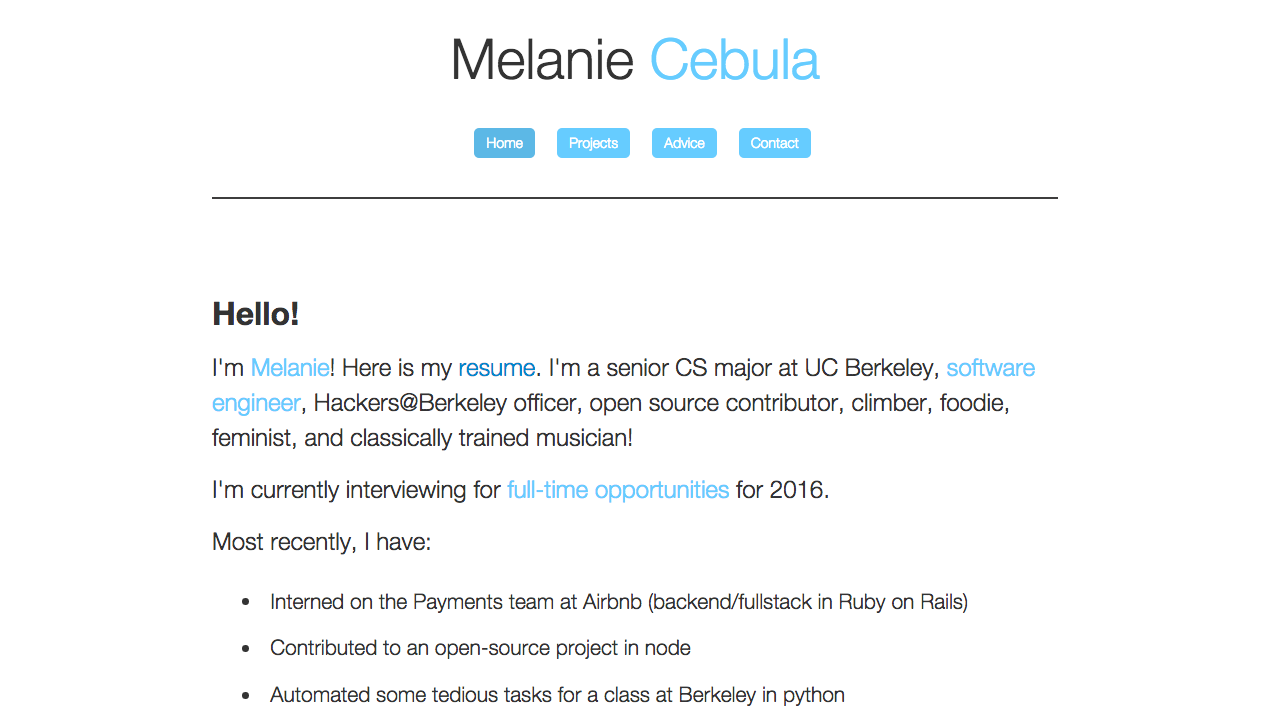 Melanie Cebula
Home Projects Advice Contact
Hello!
I'm Melanie! Here is my resume. I'm a senior CS major at UC Berkeley, software
engineer, Hackers@Berkeley officer, open source contributor, climber, foodie,
feminist, and classically trained musician!
I'm currently interviewing for full-time opportunities for 2016.
Most recently, I have:
• Interned on the Payments team at Airbnb (backend/fullstack in Ruby on Rails)
• Contributed to an open-source project in node
• Automated some tedious tasks for a class at Berkeley in python